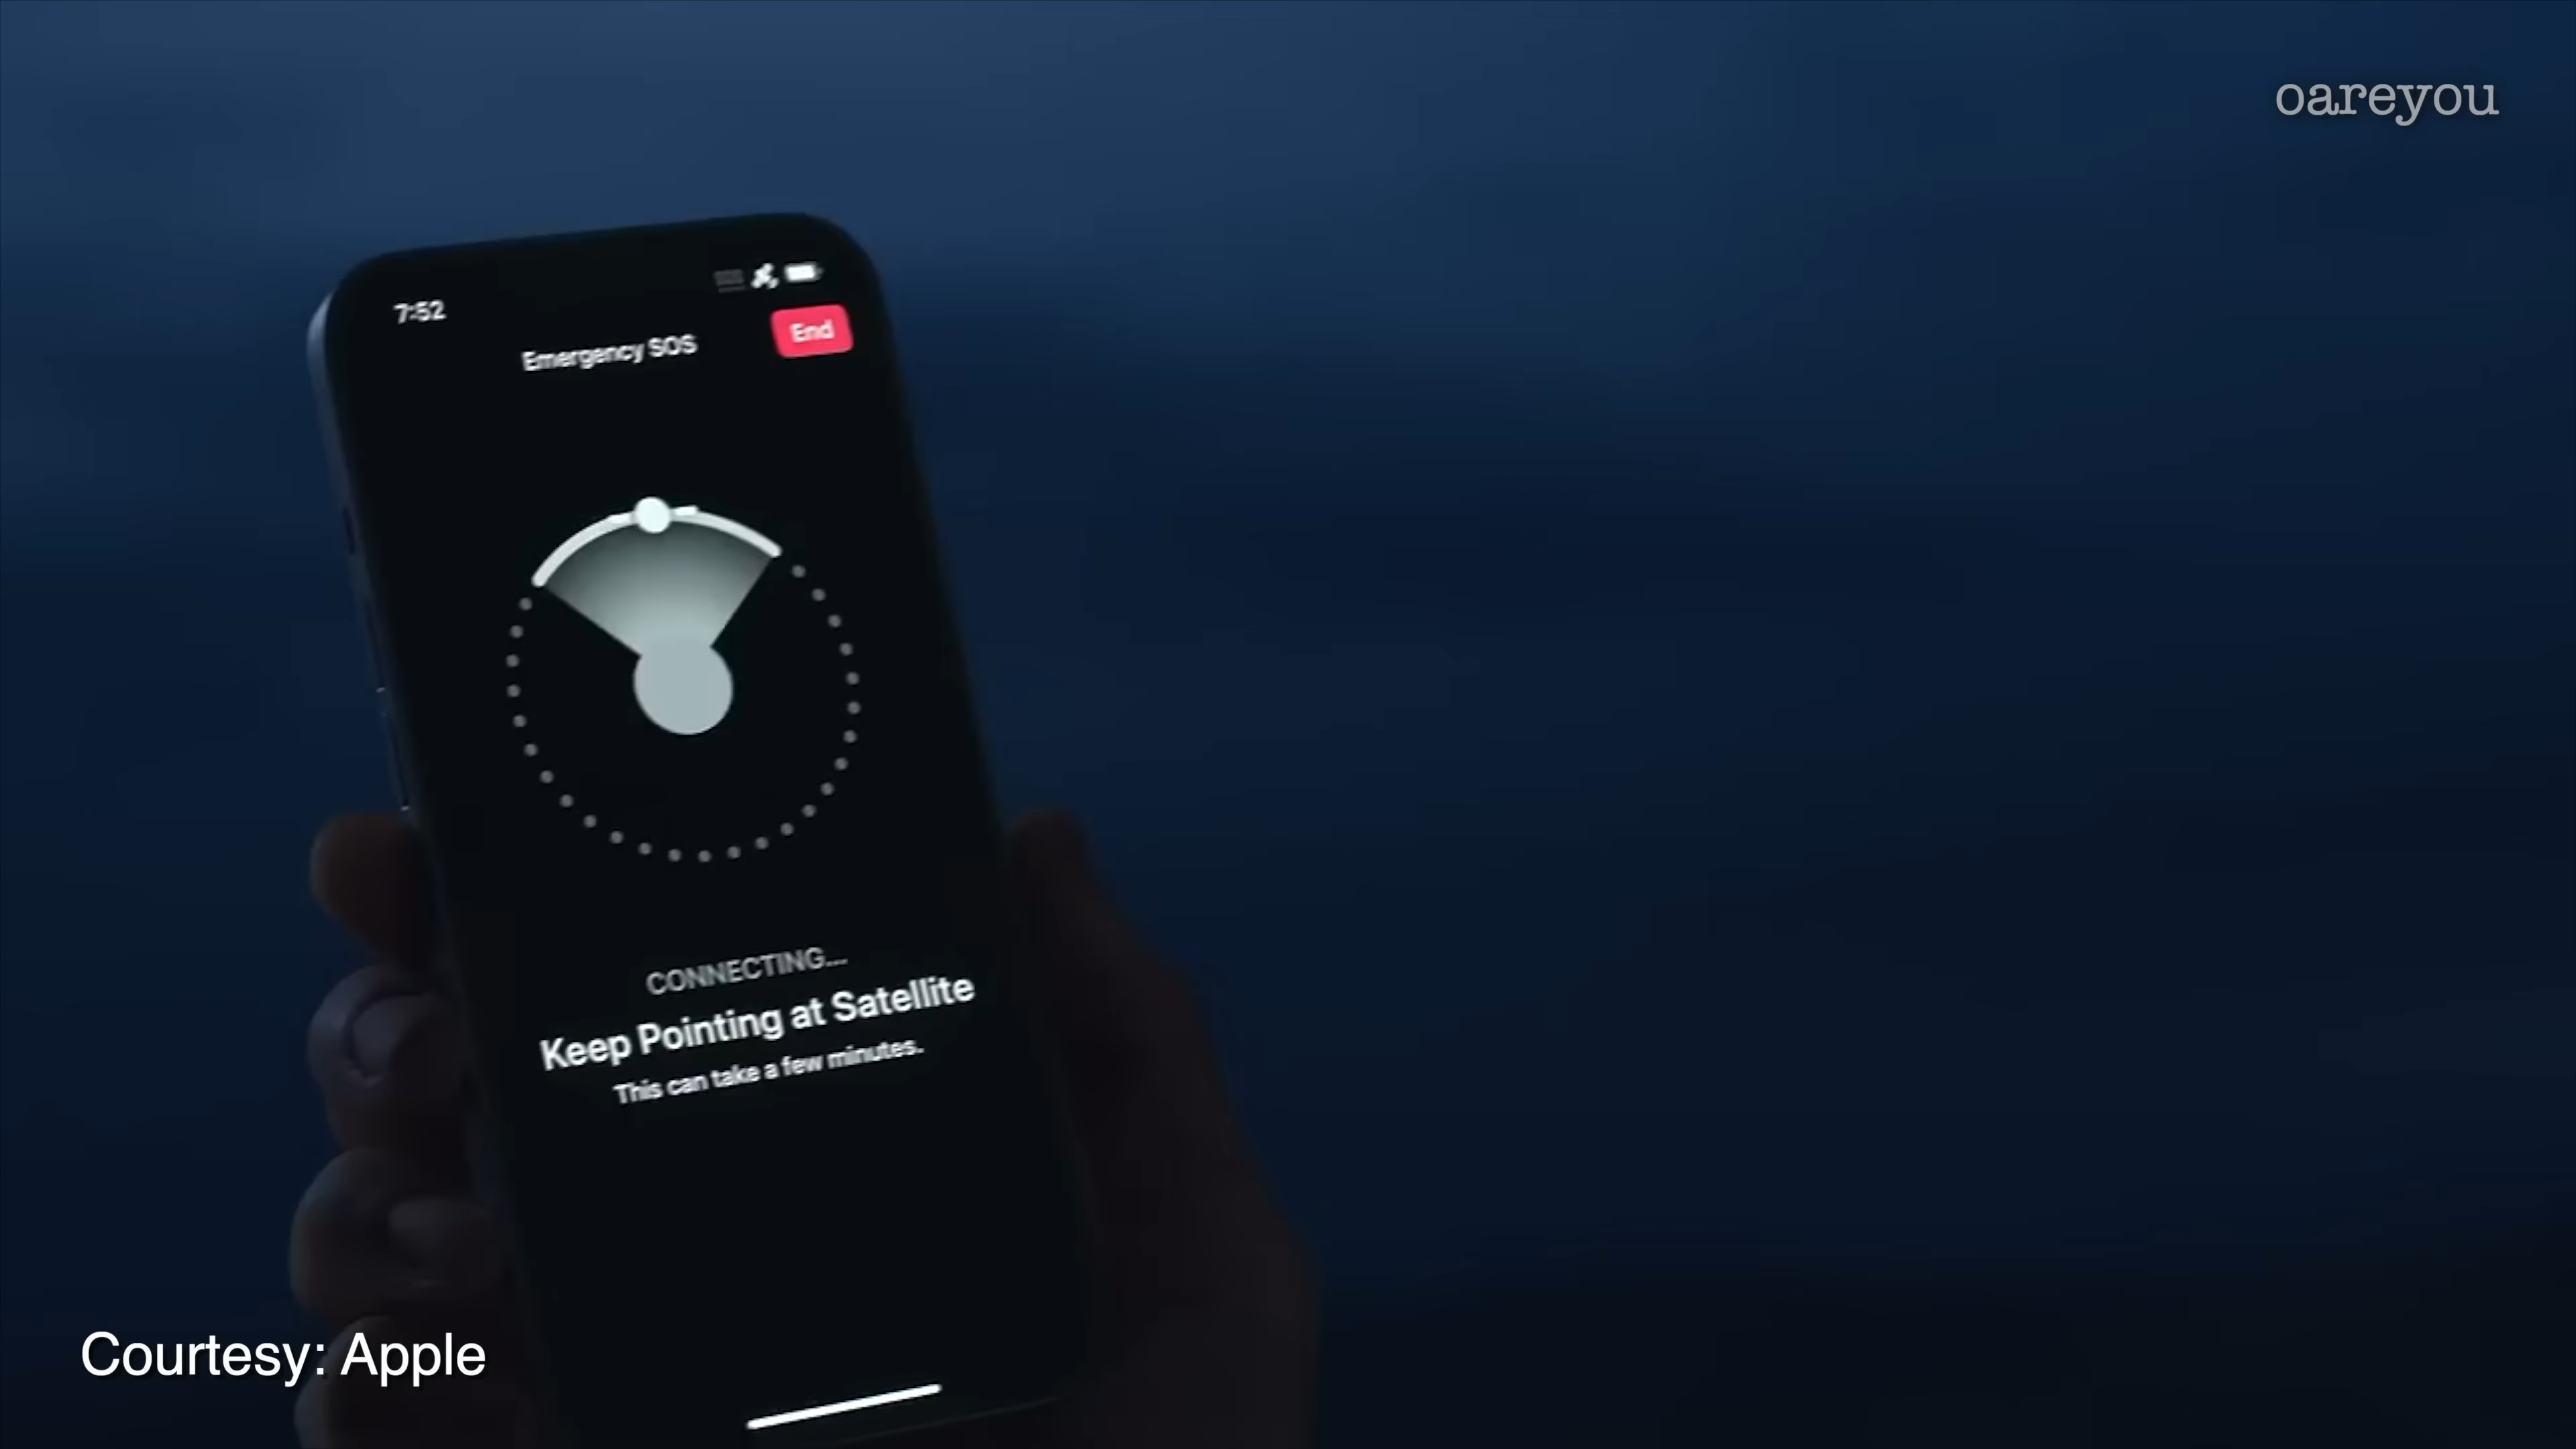 oareyou
7:52
End
Emergency SOS
CONNECTING...
Keep Pointing at Satellite
This can take a few minutes.
Courtesy: Apple